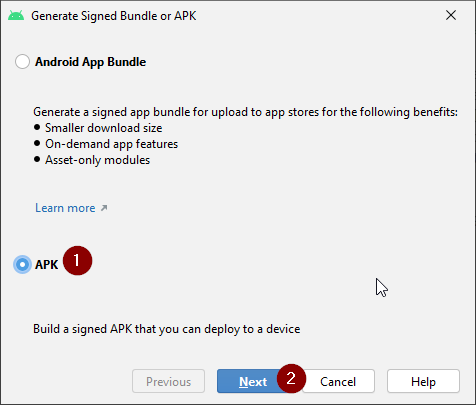 Generate Signed Bundle or APK
Android App Bundle
Generate a signed app bundle for upload to app stores for the following benefits:
● Smaller download size
● On-demand app features
● Asset-only modules
Learn more ↗
APK 1
Build a signed APK that you can deploy to a device
Previous Next 2 Cancel Help